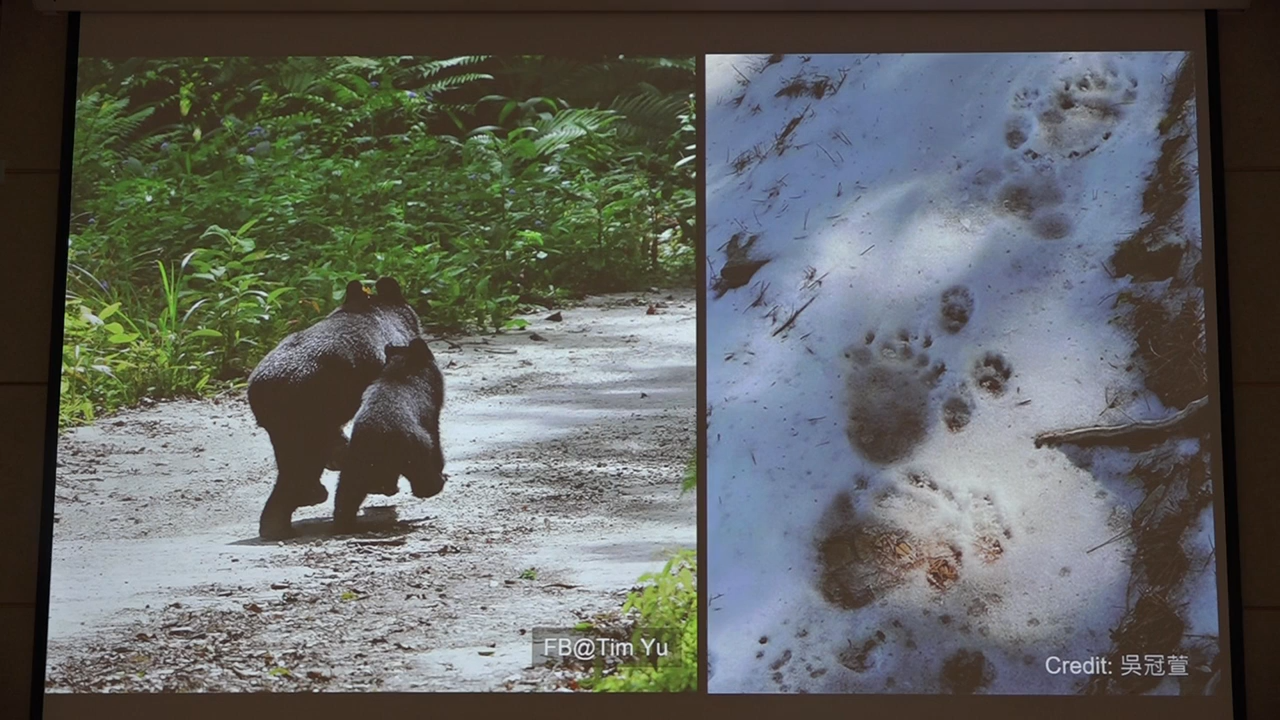 FB@Tim Yu
Credit: 吳冠萱